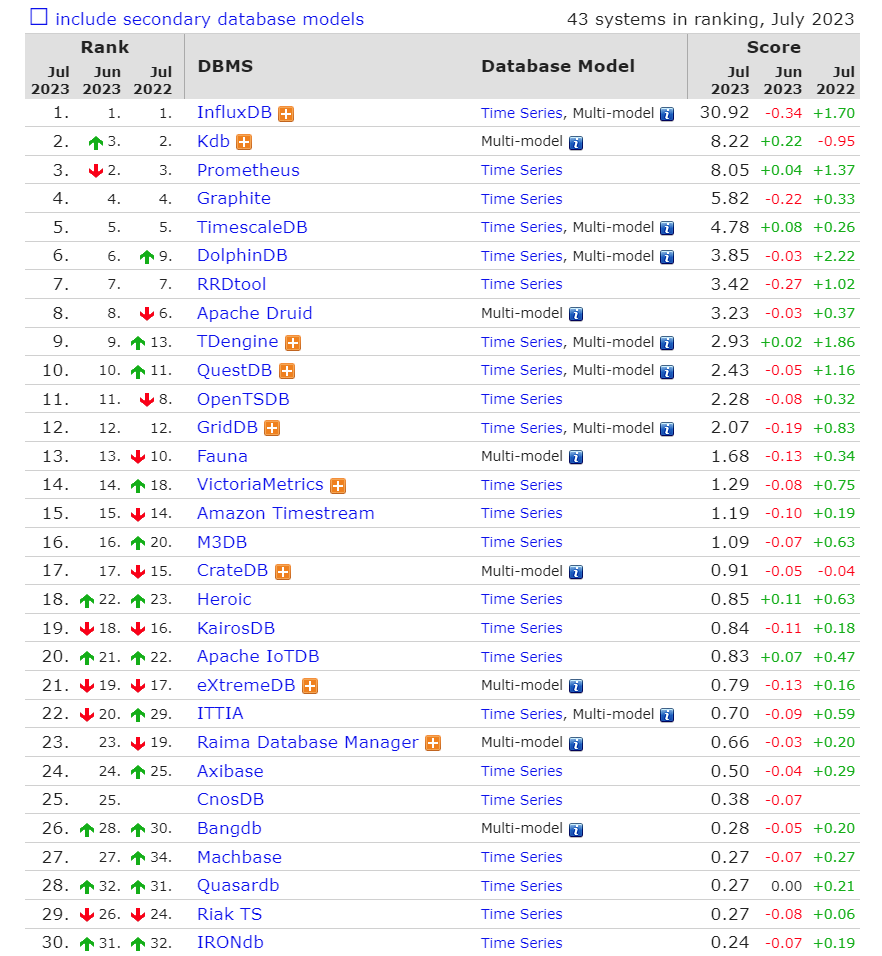 include secondary database models 43 systems in ranking, July 2023
Rank DBMS Database Model Score
Jul 2023 Jun 2023 Jul 2022 Jul 2023 Jun 2023 Jul 2022
1. 1. 1. InfluxDB Time Series, Multi-model 30.92 -0.34 +1.70
2. 3. 2. Kdb Multi-model 8.22 +0.22 -0.95
3. 2. 3. Prometheus Time Series 8.05 +0.04 +1.37
4. 4. 4. Graphite Time Series 5.82 -0.22 +0.33
5. 5. 5. TimescaleDB Time Series, Multi-model 4.78 +0.08 +0.26
6. 6. 9. DolphinDB Time Series, Multi-model 3.85 -0.03 +2.22
7. 7. 7. RRDtool Time Series 3.42 -0.27 +1.02
8. 8. 6. Apache Druid Multi-model 3.23 -0.03 +0.37
9. 9. 13. TDengine Time Series, Multi-model 2.93 +0.02 +1.86
10. 10. 11. QuestDB Time Series, Multi-model 2.43 -0.05 +1.16
11. 11. 8. OpenTSDB Time Series 2.28 -0.08 +0.32
12. 12. 12. GridDB Time Series, Multi-model 2.07 -0.19 +0.83
13. 13. 10. Fauna Multi-model 1.68 -0.13 +0.34
14. 14. 18. VictoriaMetrics Time Series 1.29 -0.08 +0.75
15. 15. 14. Amazon Timestream Time Series 1.19 -0.10 +0.19
16. 16. 20. M3DB Time Series 1.09 -0.07 +0.63
17. 17. 15. CrateDB Multi-model 0.91 -0.05 -0.04
18. 22. 23. Heroic Time Series 0.85 +0.11 +0.63
19. 18. 16. KairosDB Time Series 0.84 -0.11 +0.18
20. 21. 22. Apache IoTDB Time Series 0.83 +0.07 +0.47
21. 19. 17. eXtremeDB Multi-model 0.79 -0.13 +0.16
22. 20. 29. ITTIA Time Series, Multi-model 0.70 -0.09 +0.59
23. 23. 19. Raima Database Manager Multi-model 0.66 -0.03 +0.20
24. 24. 25. Axibase Time Series 0.50 -0.04 +0.29
25. 25. CnosDB Time Series 0.38 -0.07
26. 28. 30. Bangdb Multi-model 0.28 -0.05 +0.20
27. 27. 34. Machbase Time Series 0.27 -0.07 +0.27
28. 32. 31. Quasardb Time Series 0.27 0.00 +0.21
29. 26. 24. Riak TS Time Series 0.27 -0.08 +0.06
30. 31. 32. IRONdb Time Series 0.24 -0.07 +0.19